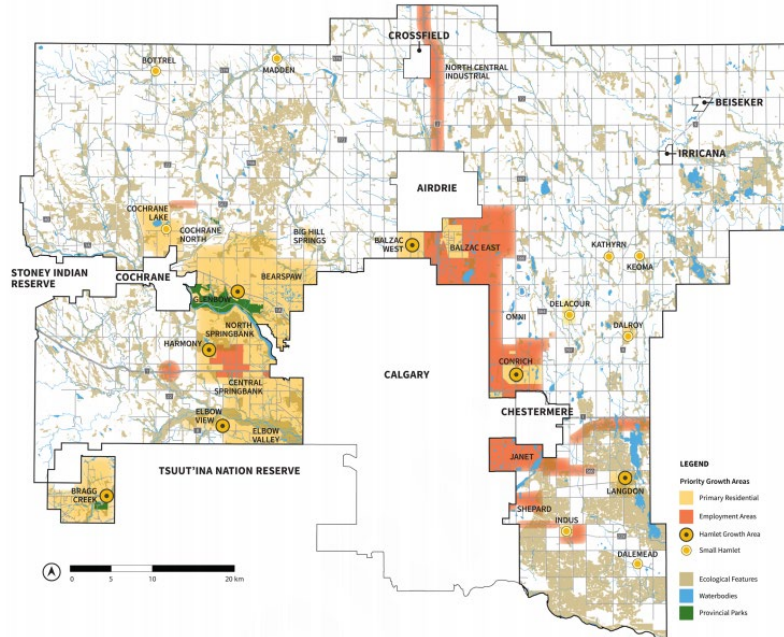 CROSSFIELD
BOTTREL
MADDEN
NORTH CENTRAL
INDUSTRIAL
BEISEKER
IRRICANA
AIRDRIE
COCHRANE
LAKE
COCHRANE
NORTH
BIG HILL
SPRINGS
BALZAC
WEST
BALZAC EAST
KATHYRN
KEOMA
STONEY INDIAN
RESERVE
COCHRANE
BEARSPAW
GLENBOW
NORTH
SPRINGBANK
HARMONY
CENTRAL
SPRINGBANK
OMNI
DELACOUR
DALROY
CONRICH
CALGARY
CHESTERMERE
ELBOW
VIEW
ELBOW
VALLEY
TSUUT'INA NATION RESERVE
JANET
BRAGG
CREEK
LANGDON
SHEPARD
INDUS
DALEMEAD
0 5 10 20 km
LEGEND
Priority Growth Areas
Primary Residential
Employment Areas
Hamlet Growth Area
Small Hamlet
Ecological Features
Waterbodies
Provincial Parks